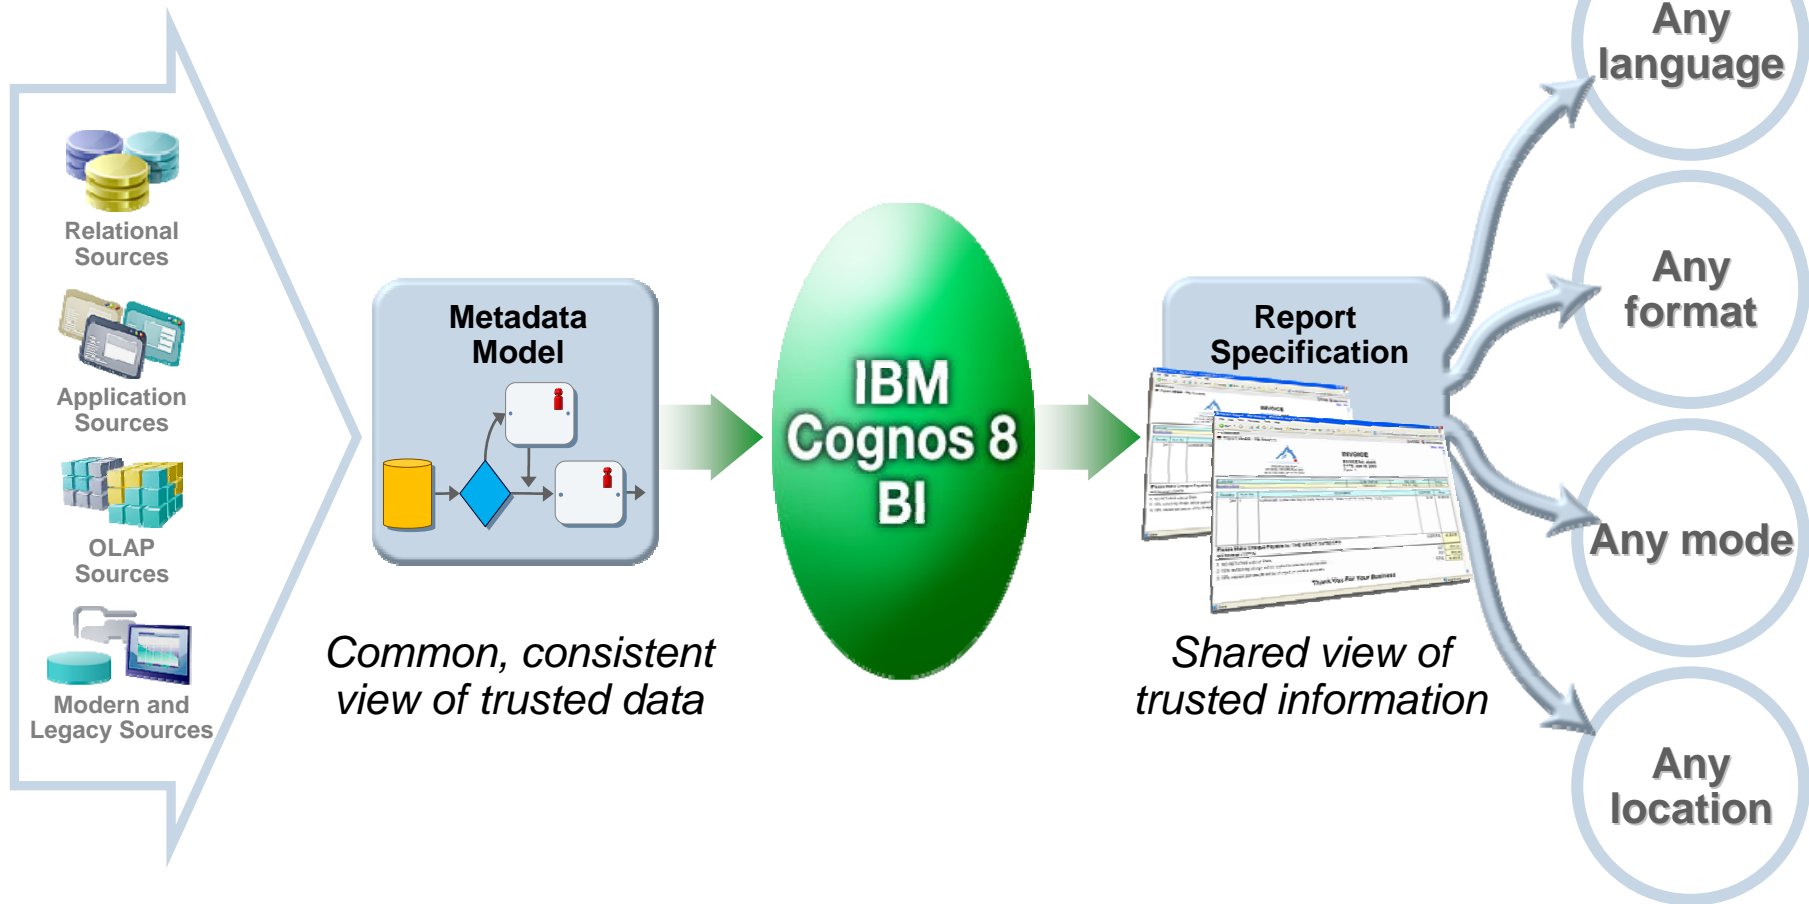 Relational
Sources
Application
Sources
OLAP
Sources
Modern and
Legacy Sources
Metadata
Model
Common, consistent
view of trusted data
IBM
Cognos 8
BI
Report
Specification
INVOICE
INVOICE
Thank You For Your Business
Shared view of
trusted information
Any
language
Any
format
Any mode
Any
location